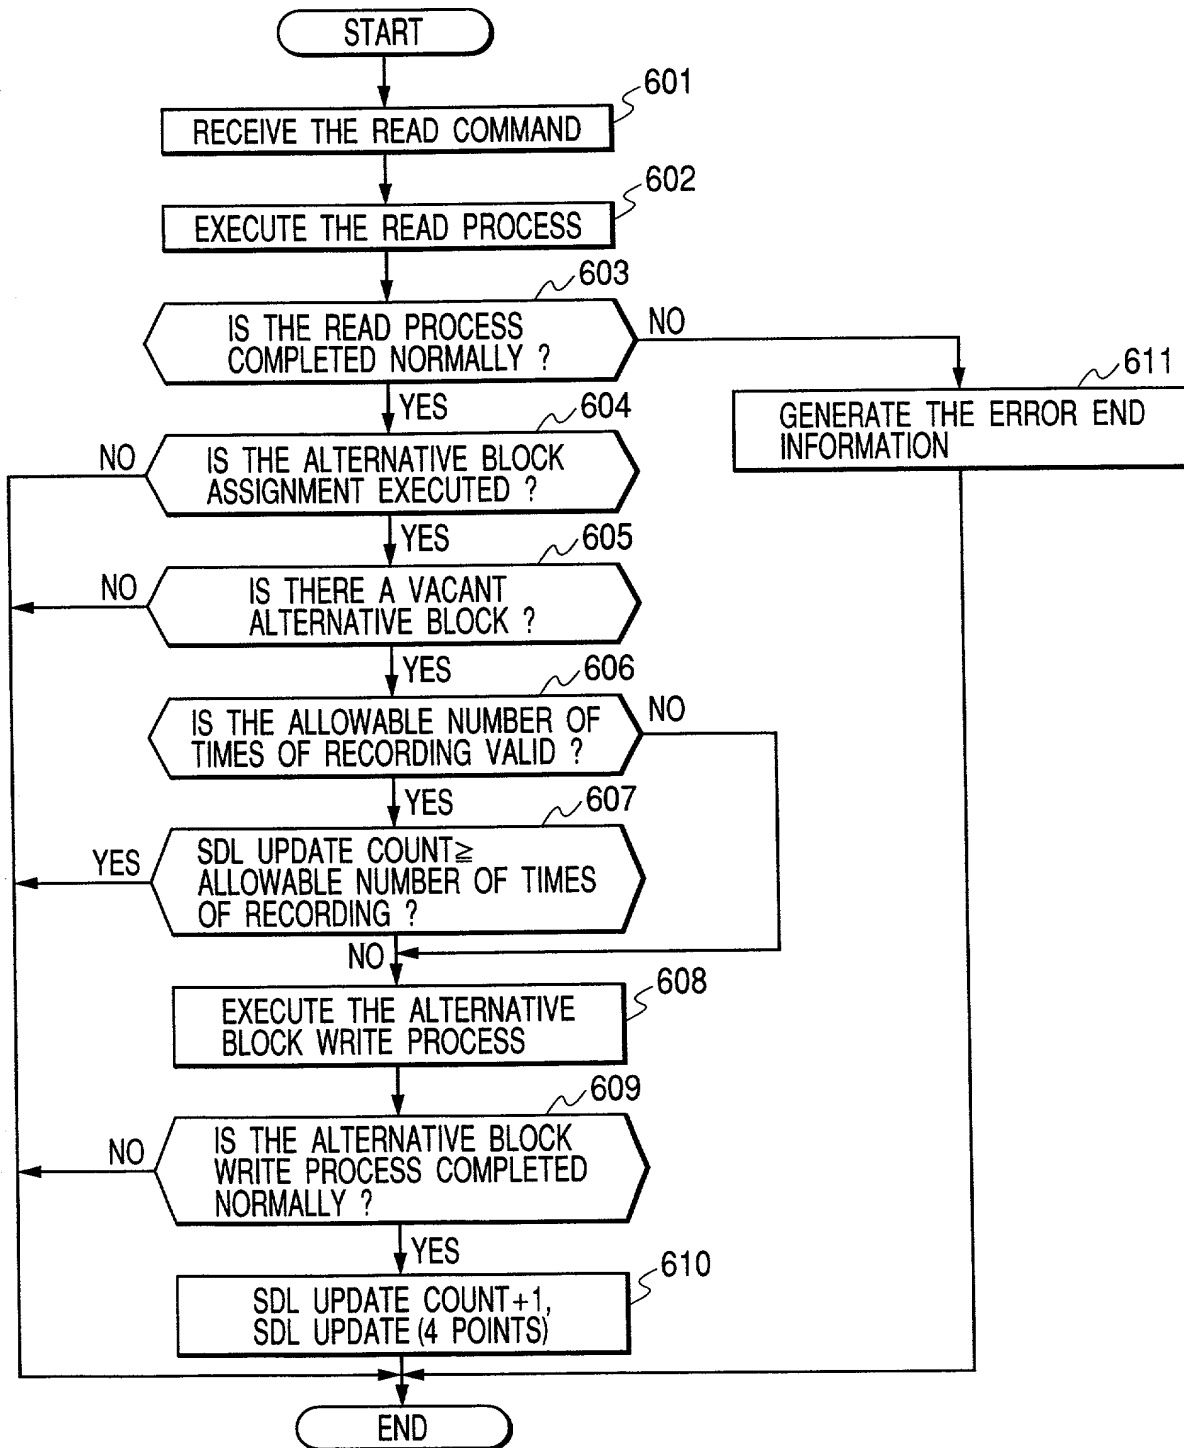 START
601
RECEIVE THE READ COMMAND
602
EXECUTE THE READ PROCESS
603
IS THE READ PROCESS
COMPLETED NORMALLY ?
NO
611
GENERATE THE ERROR END
INFORMATION
YES
604
NO
IS THE ALTERNATIVE BLOCK
ASSIGNMENT EXECUTED ?
YES
605
NO
IS THERE A VACANT
ALTERNATIVE BLOCK ?
YES
606
IS THE ALLOWABLE NUMBER OF
TIMES OF RECORDING VALID ?
NO
YES
607
YES
SDL UPDATE COUNT≧
ALLOWABLE NUMBER OF TIMES
OF RECORDING ?
NO
608
EXECUTE THE ALTERNATIVE
BLOCK WRITE PROCESS
609
NO
IS THE ALTERNATIVE BLOCK
WRITE PROCESS COMPLETED
NORMALLY ?
YES
610
SDL UPDATE COUNT+1,
SDL UPDATE (4 POINTS)
END